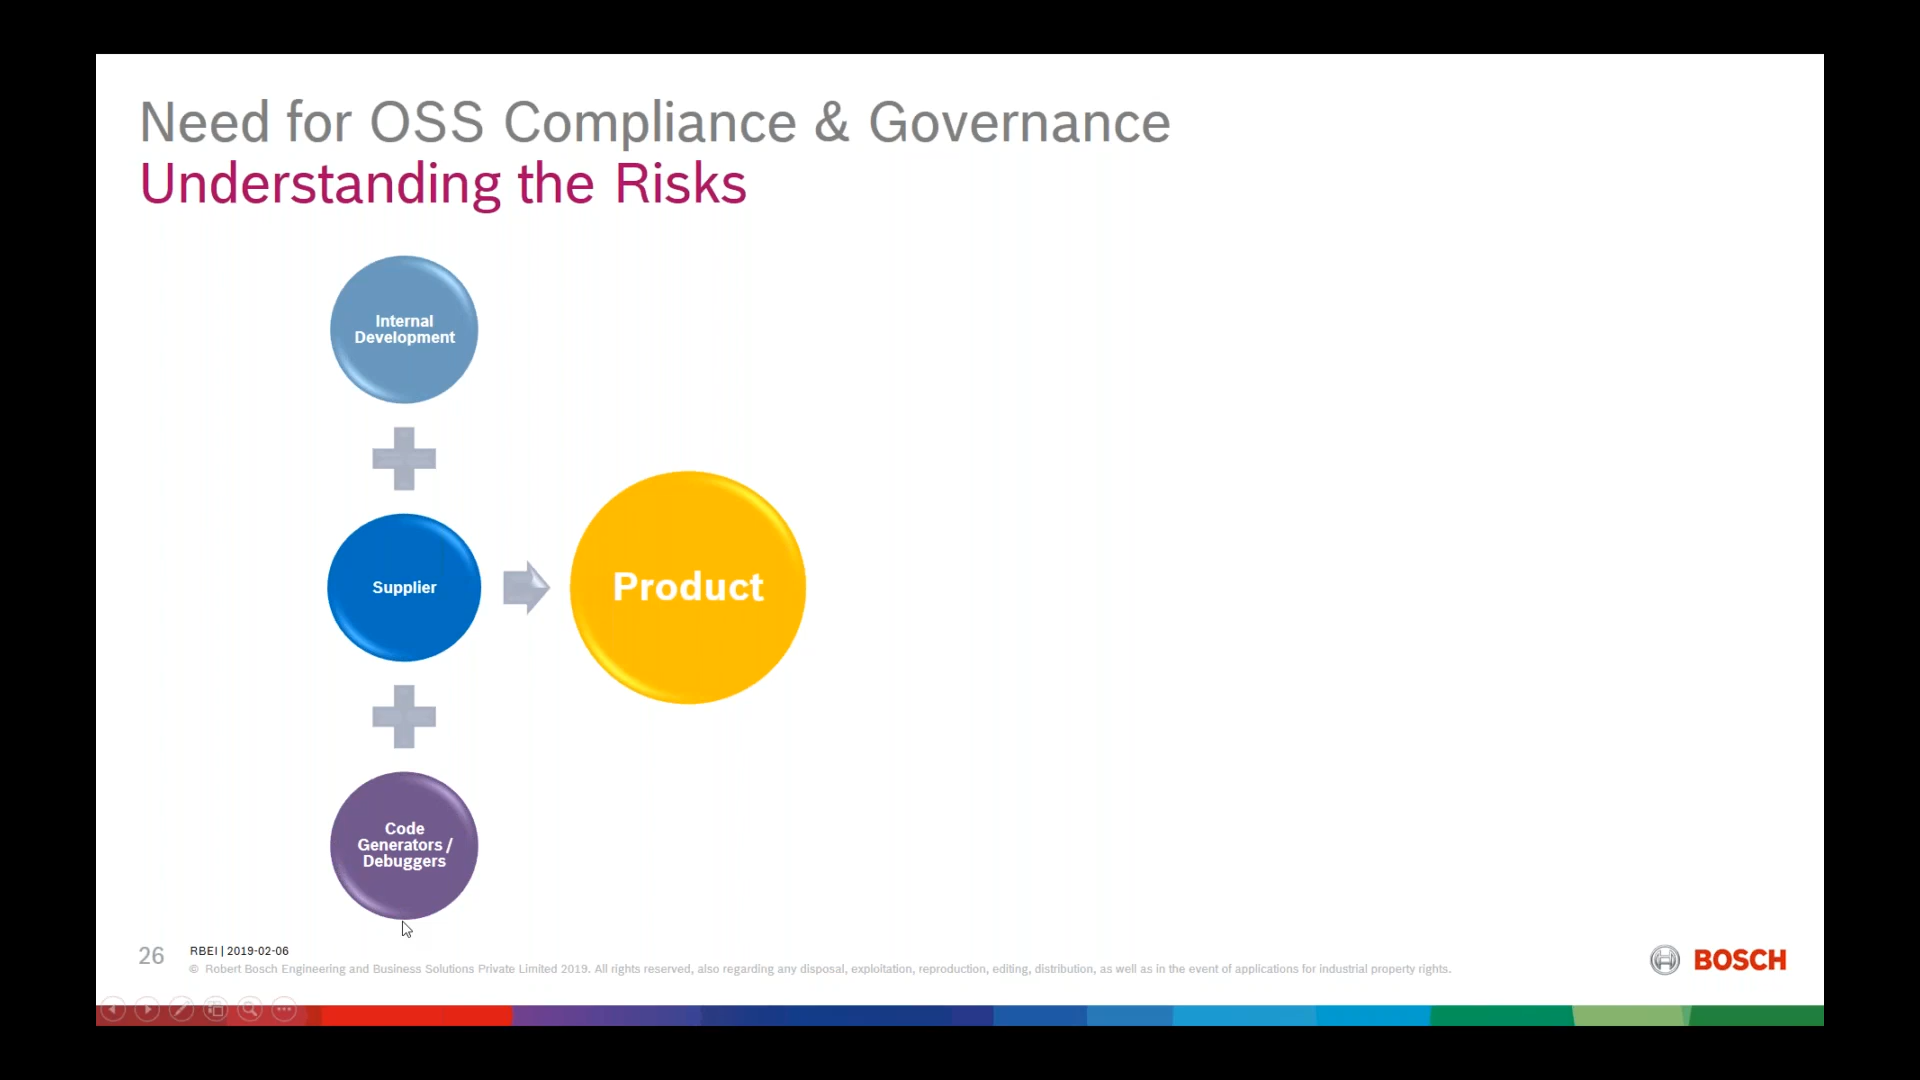 Need for OSS Compliance & Governance
Understanding the Risks
Internal
Development
Supplier
Product
Code
Generators /
Debuggers
26
RBEI | 2019-02-06
© Robert Bosch Engineering and Business Solutions Private Limited 2019. All rights reserved, also regarding any disposal, exploitation, reproduction, editing, distribution, as well as in the event of applications for industrial property rights.
BOSCH